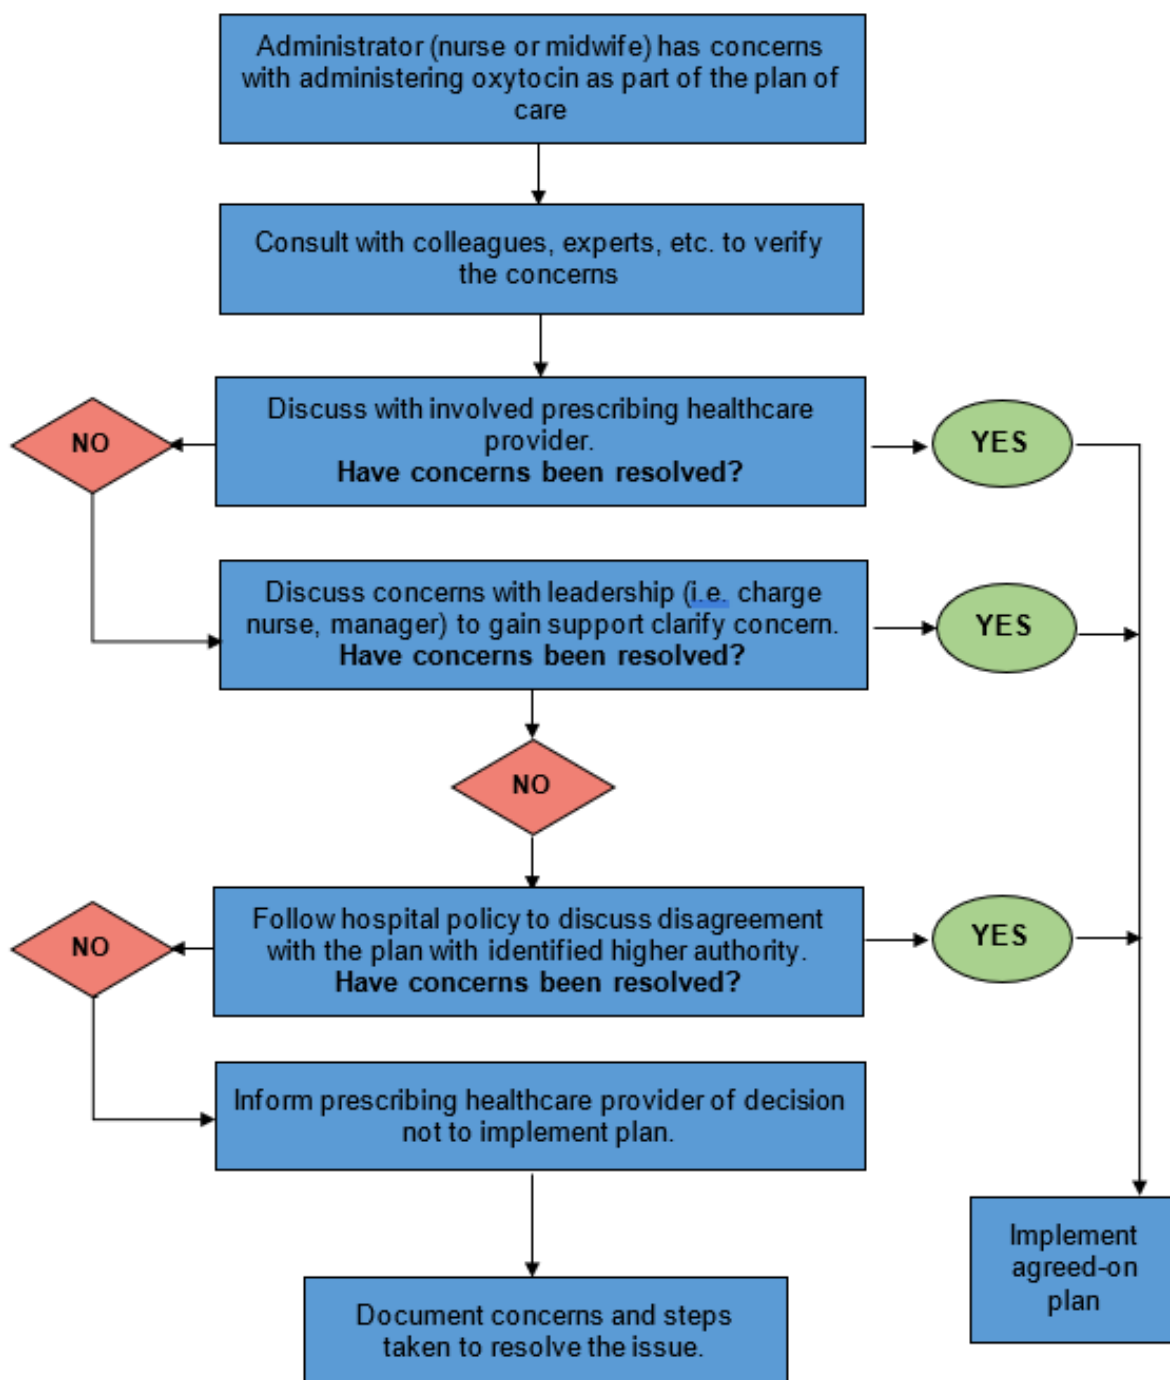 Administrator (nurse or midwife) has concerns
with administering oxytocin as part of the plan of
care
Consult with colleagues, experts, etc. to verify
the concerns
Discuss with involved prescribing healthcare
provider.
Have concerns been resolved?
NO
YES
Discuss concerns with leadership (i.e. charge
nurse, manager) to gain support clarify concern.
Have concerns been resolved?
YES
NO
Follow hospital policy to discuss disagreement
with the plan with identified higher authority.
Have concerns been resolved?
NO
YES
Inform prescribing healthcare provider of decision
not to implement plan.
Implement
agreed-on
plan
Document concerns and steps
taken to resolve the issue.